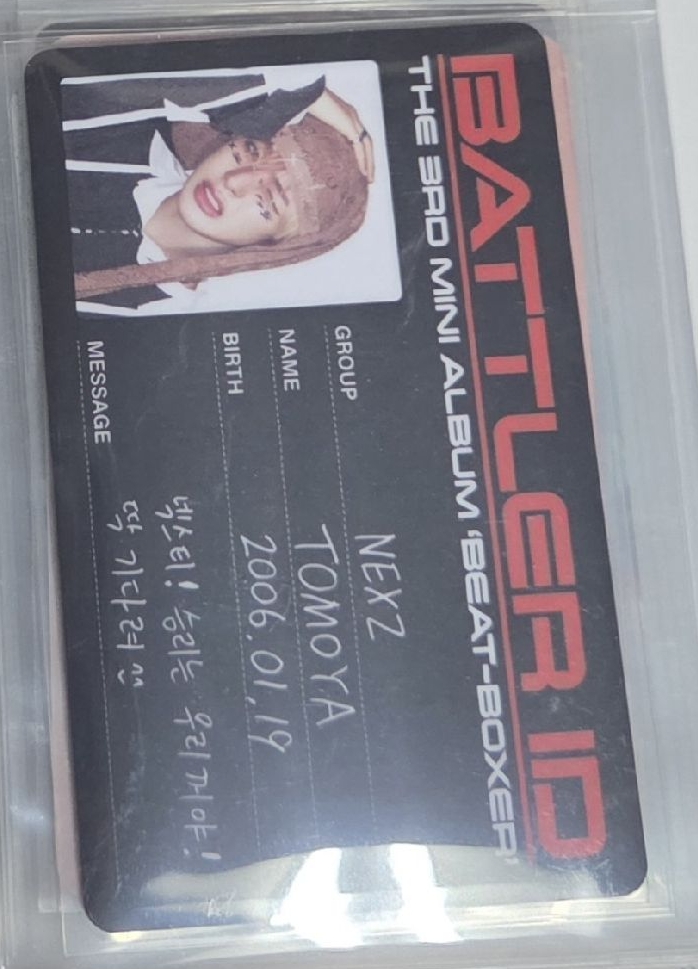 BATTLER ID
THE 3RD MINI ALBUM 'BEAT-BOXER'
GROUP NEXZ
NAME TOMOYA
BIRTH 2006.01.19
MESSAGE 넥스티! 승리는 우리거야!
딱 기다려^^